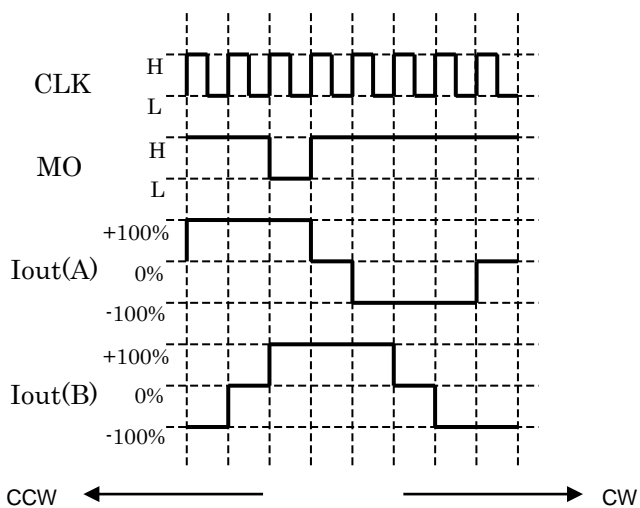 H
CLK
L
H
MO
L
+100%
Iout(A) 0%
-100%
+100%
Iout(B) 0%
-100%
CCW CW